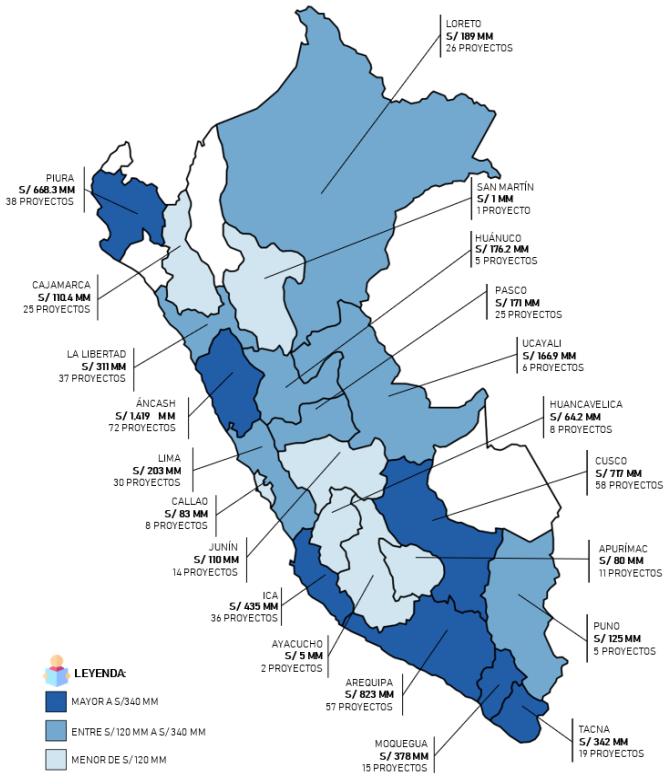 LORETO
S/ 189 MM
26 PROYECTOS
PIURA
S/ 668.3 MM
38 PROYECTOS
SAN MARTÍN
S/ 1 MM
1 PROYECTO
HUÁNUCO
S/ 176.2 MM
5 PROYECTOS
CAJAMARCA
S/ 110.4 MM
25 PROYECTOS
PASCO
S/ 171 MM
25 PROYECTOS
LA LIBERTAD
S/ 311 MM
37 PROYECTOS
UCAYALI
S/ 166.9 MM
6 PROYECTOS
ÁNCASH
S/ 1,419 MM
72 PROYECTOS
HUANCAVELICA
S/ 64.2 MM
8 PROYECTOS
LIMA
S/ 203 MM
30 PROYECTOS
CUSCO
S/ 717 MM
58 PROYECTOS
CALLAO
S/ 83 MM
8 PROYECTOS
JUNÍN
S/ 110 MM
14 PROYECTOS
APURÍMAC
S/ 80 MM
11 PROYECTOS
ICA
S/ 435 MM
36 PROYECTOS
PUNO
S/ 125 MM
5 PROYECTOS
AYACUCHO
S/ 5 MM
2 PROYECTOS
AREQUIPA
S/ 823 MM
57 PROYECTOS
TACNA
S/ 342 MM
19 PROYECTOS
MOQUEGUA
S/ 378 MM
15 PROYECTOS
LEYENDA:
MAYOR A S/340 MM
ENTRE S/120 MM A S/340 MM
MENOR DE S/120 MM